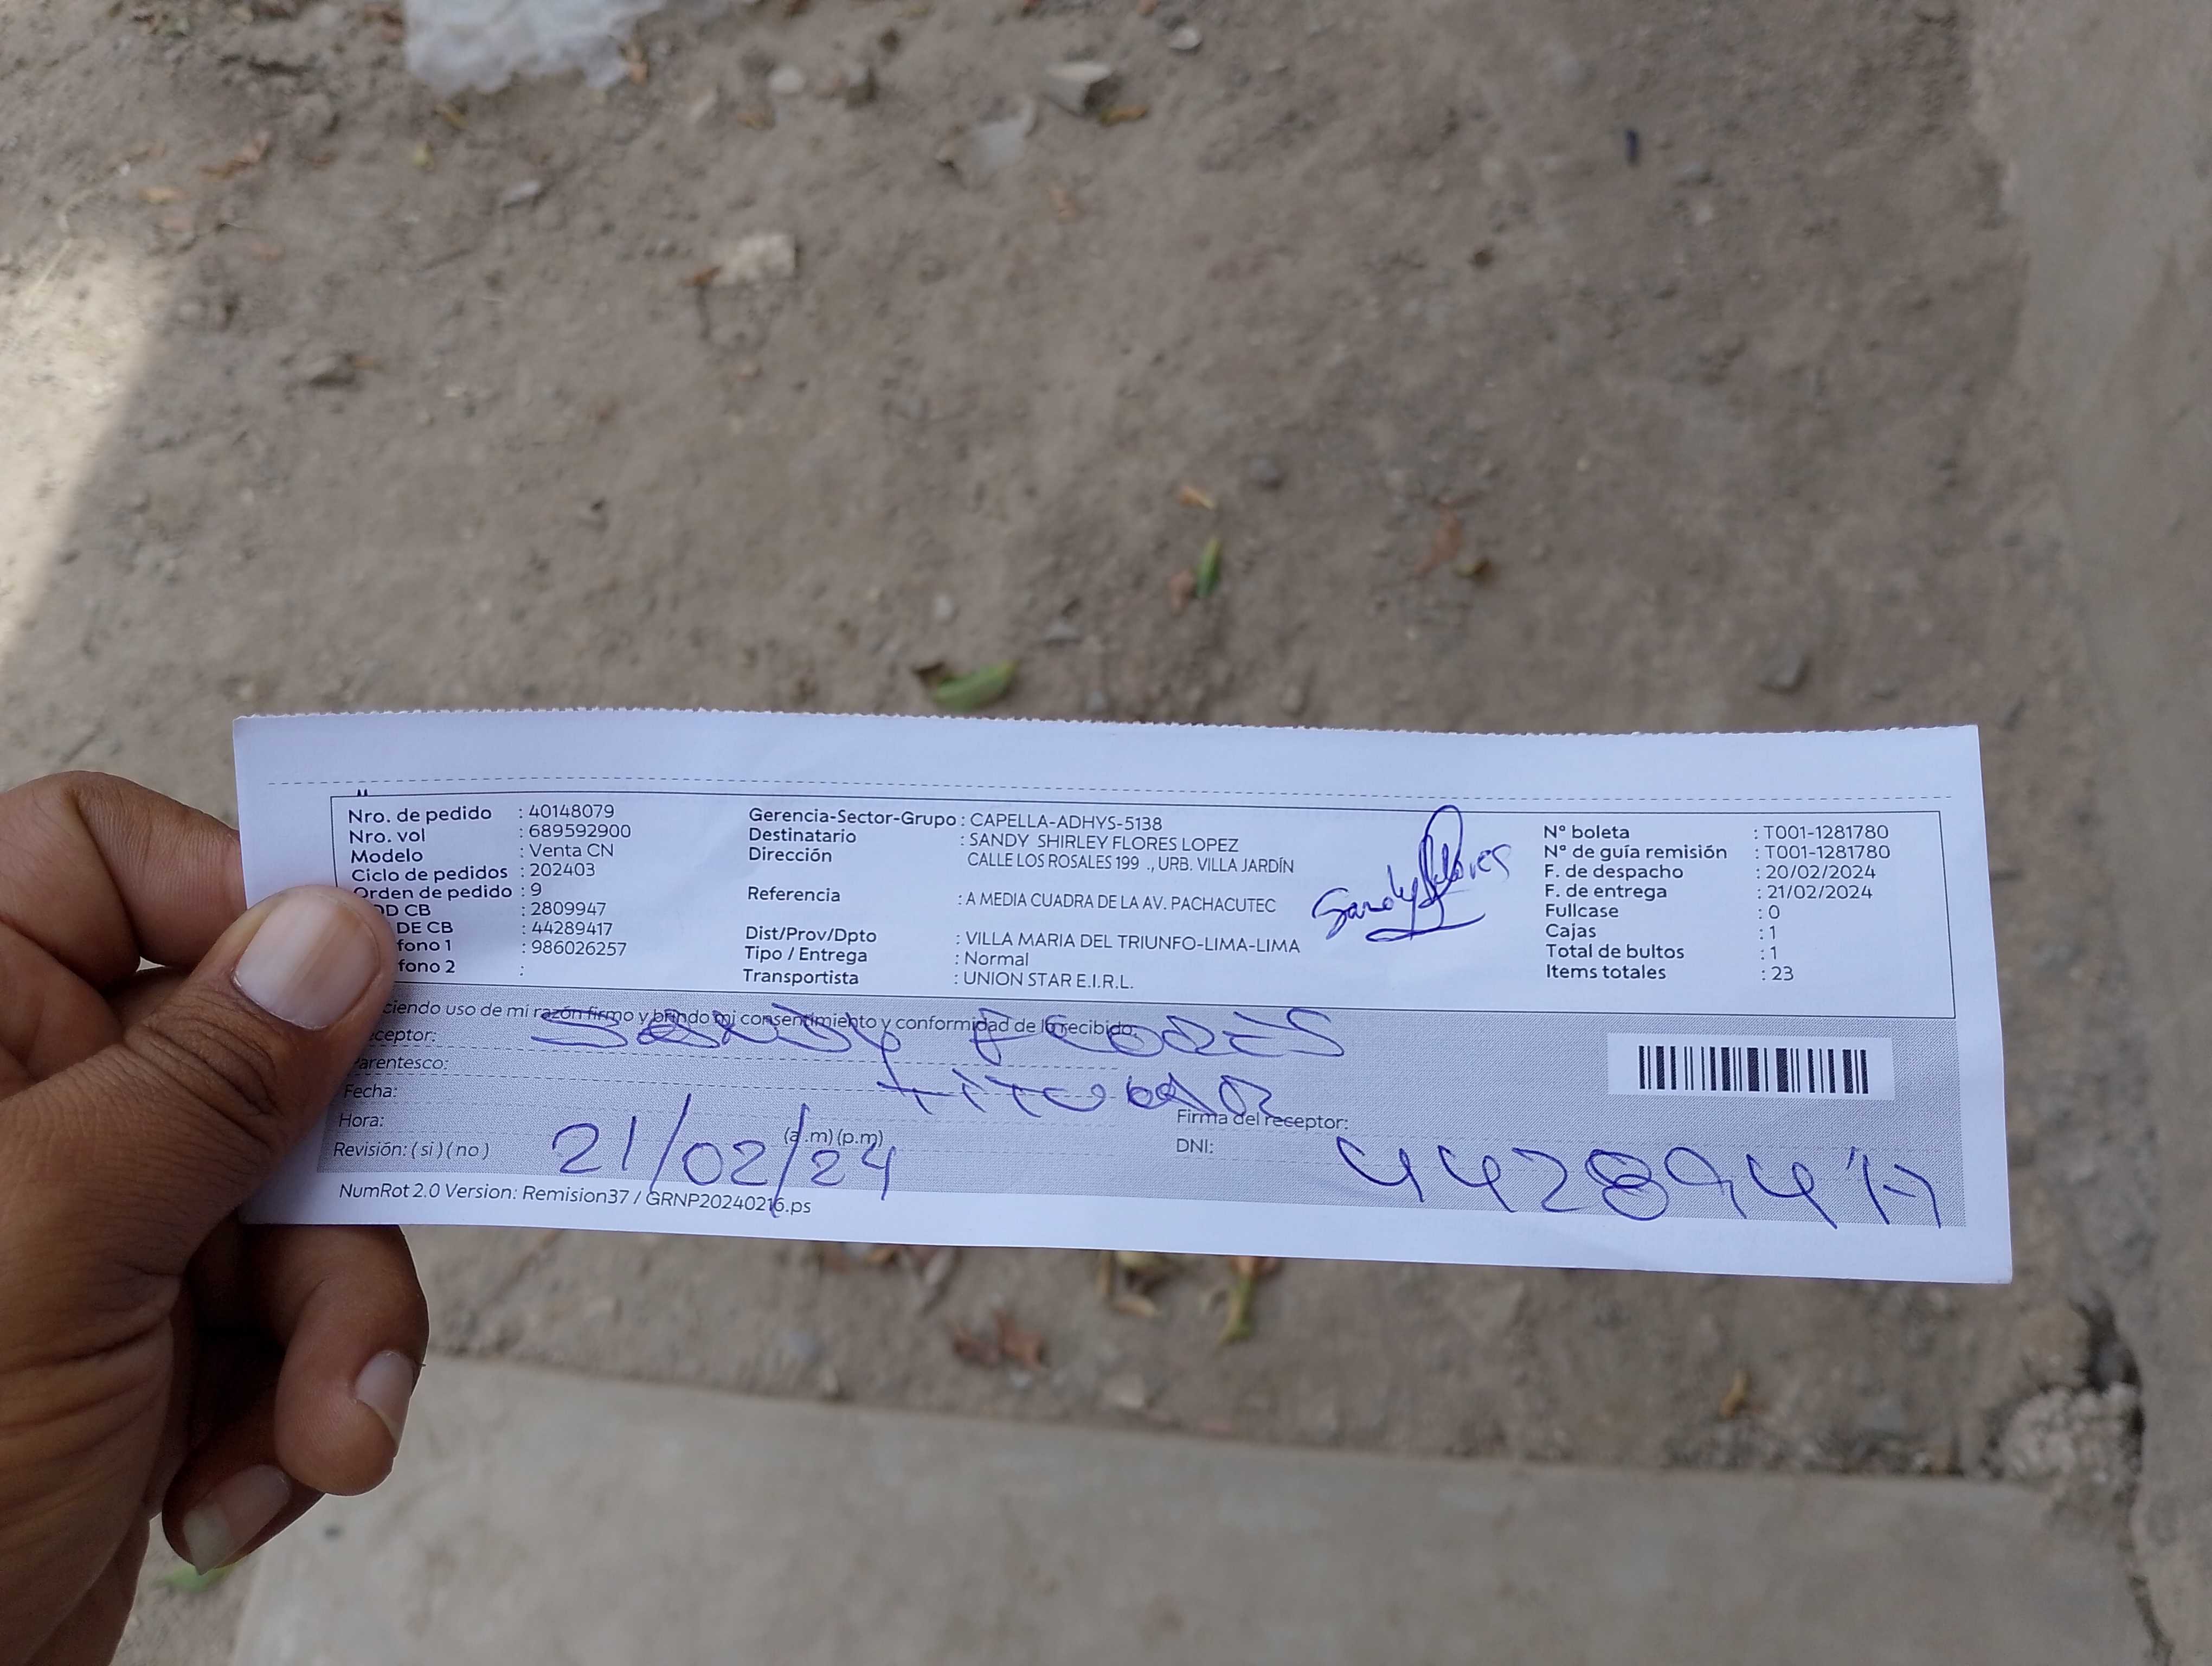 Nro. de pedido : 40148079
Nro. vol : 689592900
Modelo : Venta CN
Ciclo de pedidos : 202403
Orden de pedido : 9
CB : 2809947
DE CB : 44289417
fono 1 : 986026257
fono 2 :
Gerencia-Sector-Grupo : CAPELLA-ADHYS-5138
Destinatario : SANDY SHIRLEY FLORES LOPEZ
Dirección CALLE LOS ROSALES 199 ., URB. VILLA JARDÍN
Referencia : A MEDIA CUADRA DE LA AV. PACHACUTEC
Dist/Prov/Dpto : VILLA MARIA DEL TRIUNFO-LIMA-LIMA
Tipo / Entrega : Normal
Transportista : UNION STAR E.I.R.L.
Sandy Flores
N° boleta : T001-1281780
N° de guía remisión : T001-1281780
F. de despacho : 20/02/2024
F. de entrega : 21/02/2024
Fullcase : 0
Cajas : 1
Total de bultos : 1
Items totales : 23
ciendo uso de mi razón firmo y brindo mi consentimiento y conformidad de lo recibido.
ceptor: SANDY FLORES
arentesco: TITULAR
Fecha:
Hora: (a.m) (p.m)
Revisión: ( si ) ( no ) 21/02/24
Firma del receptor:
DNI: 44289417
NumRot 2.0 Version: Remision37 / GRNP20240216.ps